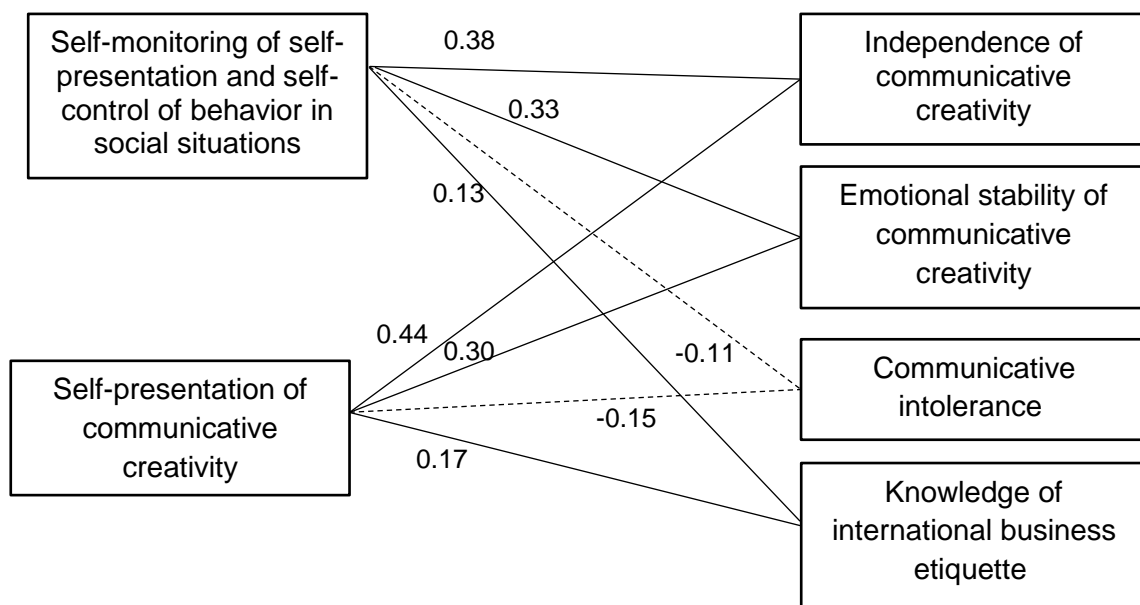 Self-monitoring of self-
presentation and self-
control of behavior in
social situations
0.38
0.33
0.13
Independence of
communicative
creativity
Emotional stability of
communicative
creativity
Self-presentation of
communicative
creativity
0.44
0.30
-0.11
-0.15
0.17
Communicative
intolerance
Knowledge of
international business
etiquette